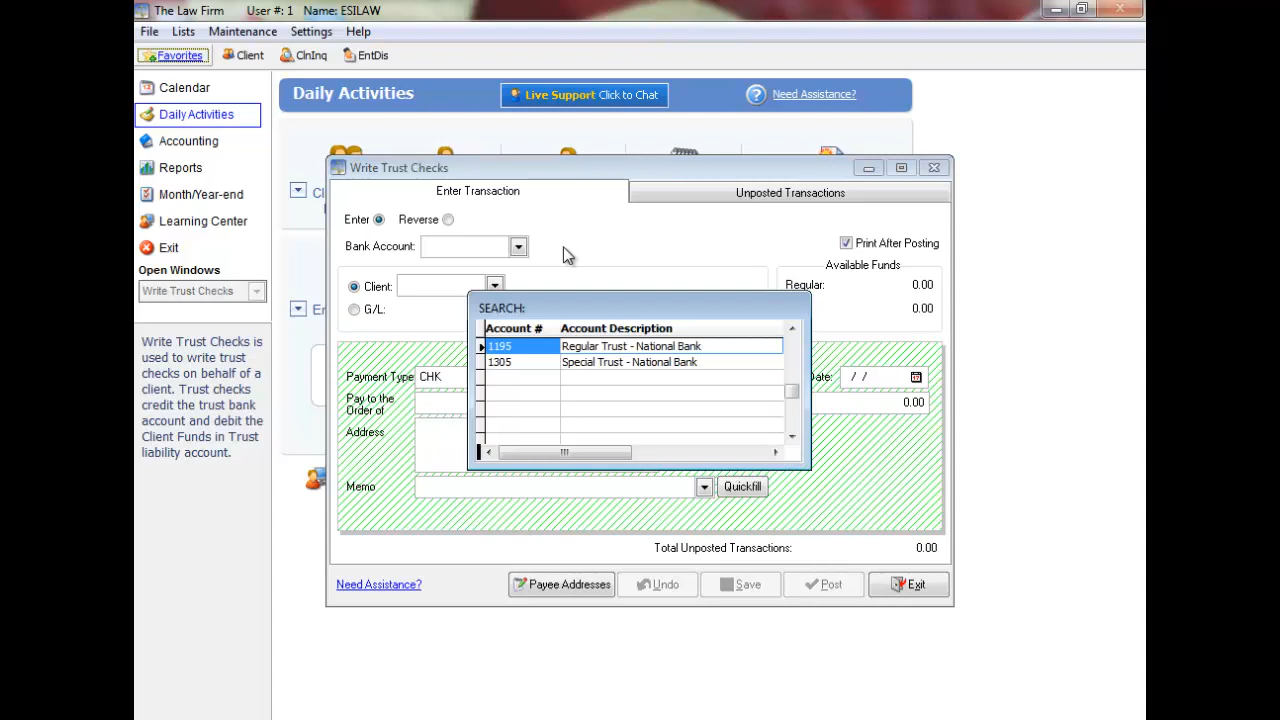 The Law Firm User #: 1 Name: ESILAW
File Lists Maintenance Settings Help
Favorites Client ClnInq EntDis
Calendar
Daily Activities
Accounting
Reports
Month/Year-end
Learning Center
Exit
Open Windows
Write Trust Checks
Write Trust Checks is
used to write trust
checks on behalf of a
client. Trust checks
credit the trust bank
account and debit the
Client Funds in Trust
liability account.
Daily Activities
Live Support Click to Chat
Need Assistance?
Write Trust Checks
Enter Transaction
Unposted Transactions
Enter Reverse
Bank Account:
Print After Posting
Client:
G/L:
Available Funds
Regular: 0.00
0.00
SEARCH:
Account # Account Description
1195 Regular Trust - National Bank
1305 Special Trust - National Bank
Payment Type CHK
Date: / /
Pay to the
Order of
0.00
Address
Memo
Quickfill
Total Unposted Transactions: 0.00
Need Assistance?
Payee Addresses Undo Save Post Exit